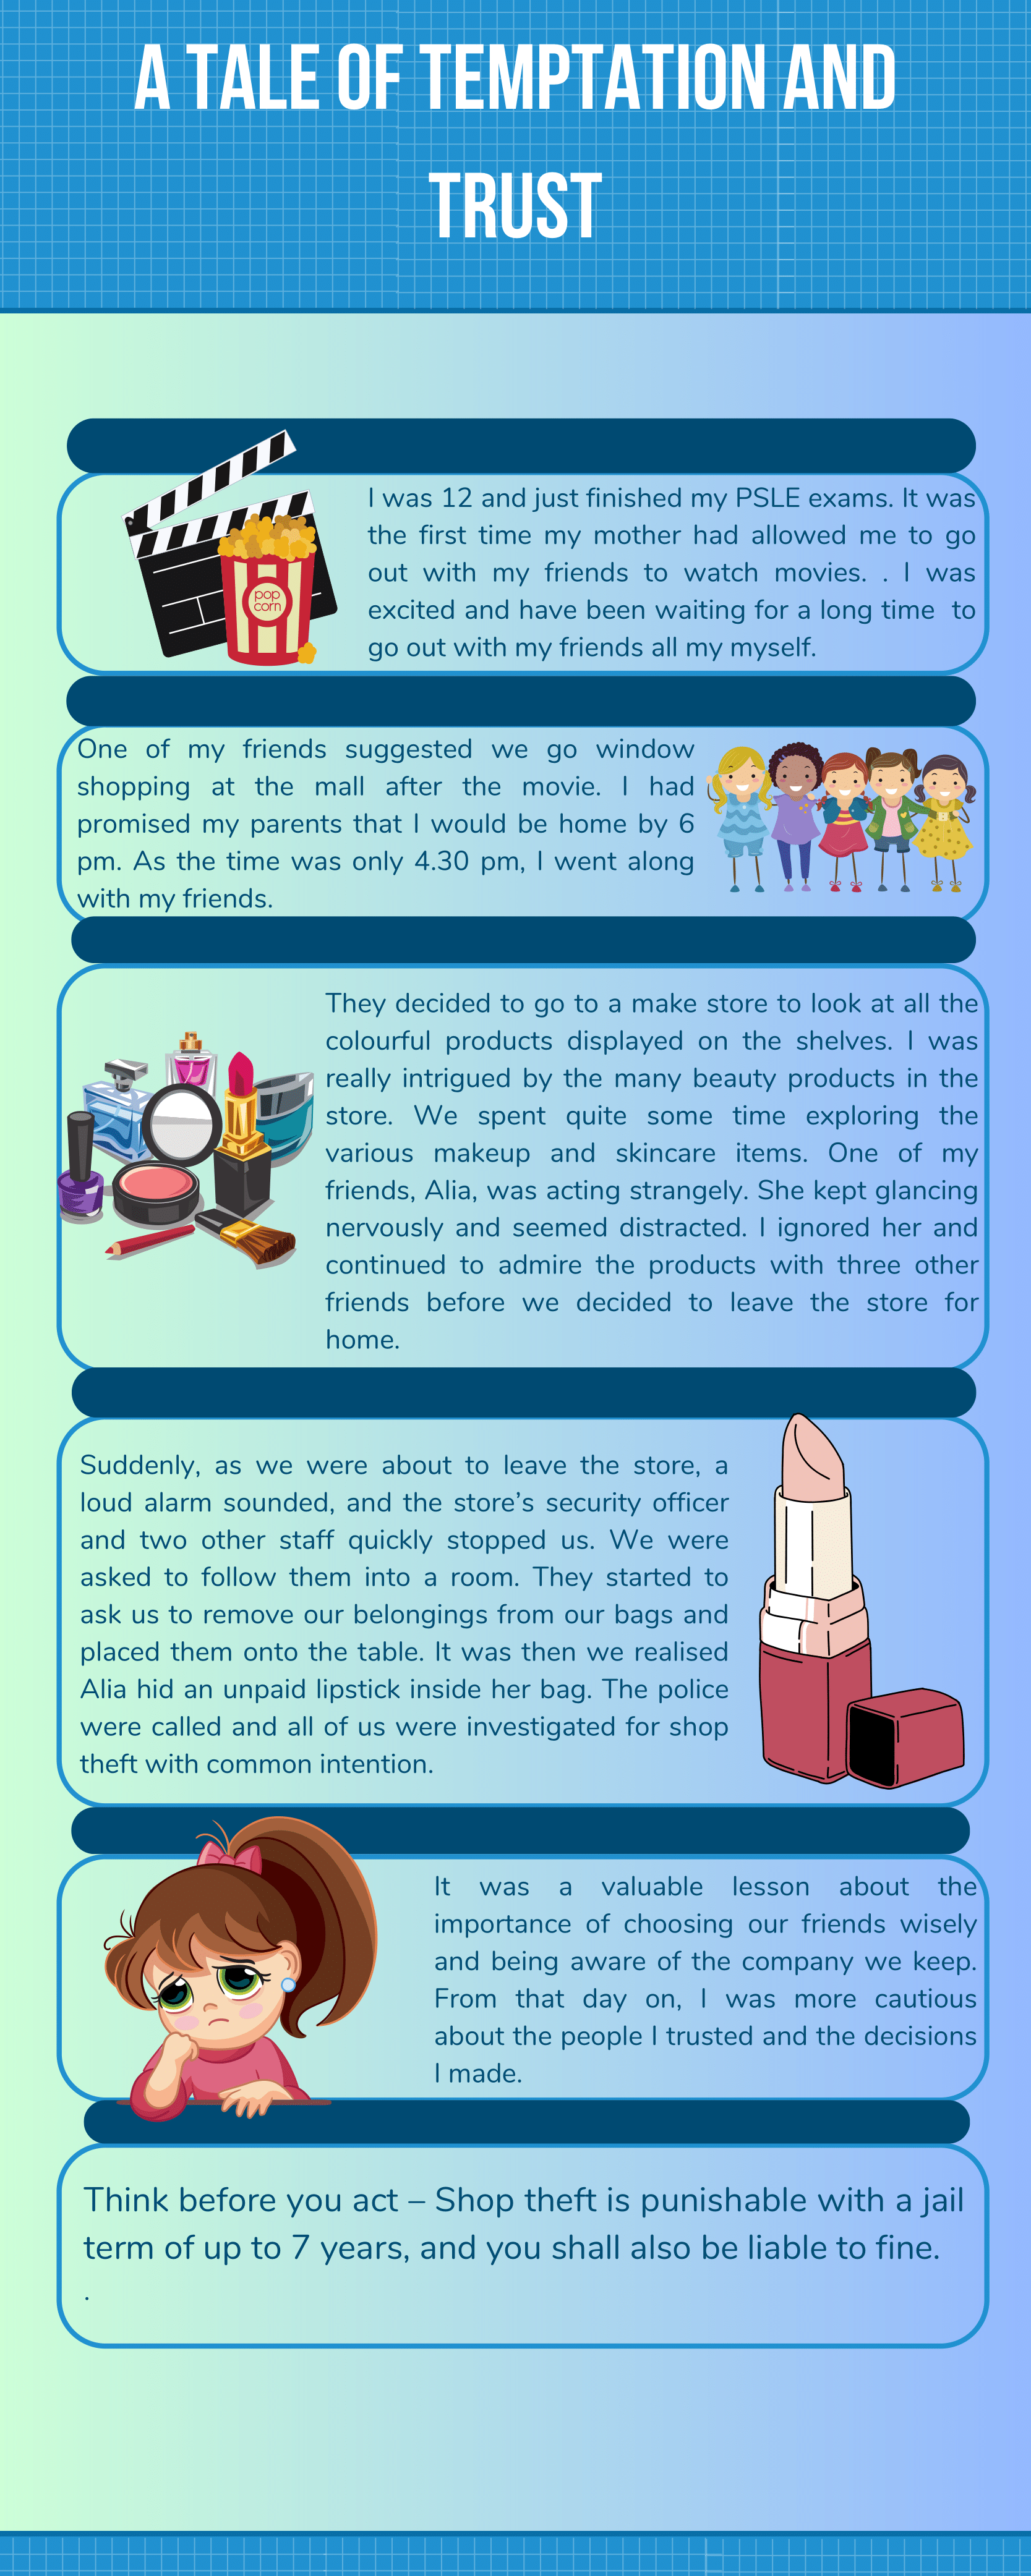 A TALE OF TEMPTATION AND
TRUST
I was 12 and just finished my PSLE exams. It was
the first time my mother had allowed me to go
out with my friends to watch movies. . I was
excited and have been waiting for a long time to
go out with my friends all my myself.
pop
corn
One of my friends suggested we go window
shopping at the mall after the movie. I had
promised my parents that I would be home by 6
pm. As the time was only 4.30 pm, I went along
with my friends.
They decided to go to a make store to look at all the
colourful products displayed on the shelves. I was
really intrigued by the many beauty products in the
store. We spent quite some time exploring the
various makeup and skincare items. One of my
friends, Alia, was acting strangely. She kept glancing
nervously and seemed distracted. I ignored her and
continued to admire the products with three other
friends before we decided to leave the store for
home.
Suddenly, as we were about to leave the store, a
loud alarm sounded, and the store’s security officer
and two other staff quickly stopped us. We were
asked to follow them into a room. They started to
ask us to remove our belongings from our bags and
placed them onto the table. It was then we realised
Alia hid an unpaid lipstick inside her bag. The police
were called and all of us were investigated for shop
theft with common intention.
It was a valuable lesson about the
importance of choosing our friends wisely
and being aware of the company we keep.
From that day on, I was more cautious
about the people I trusted and the decisions
I made.
Think before you act – Shop theft is punishable with a jail
term of up to 7 years, and you shall also be liable to fine.
.